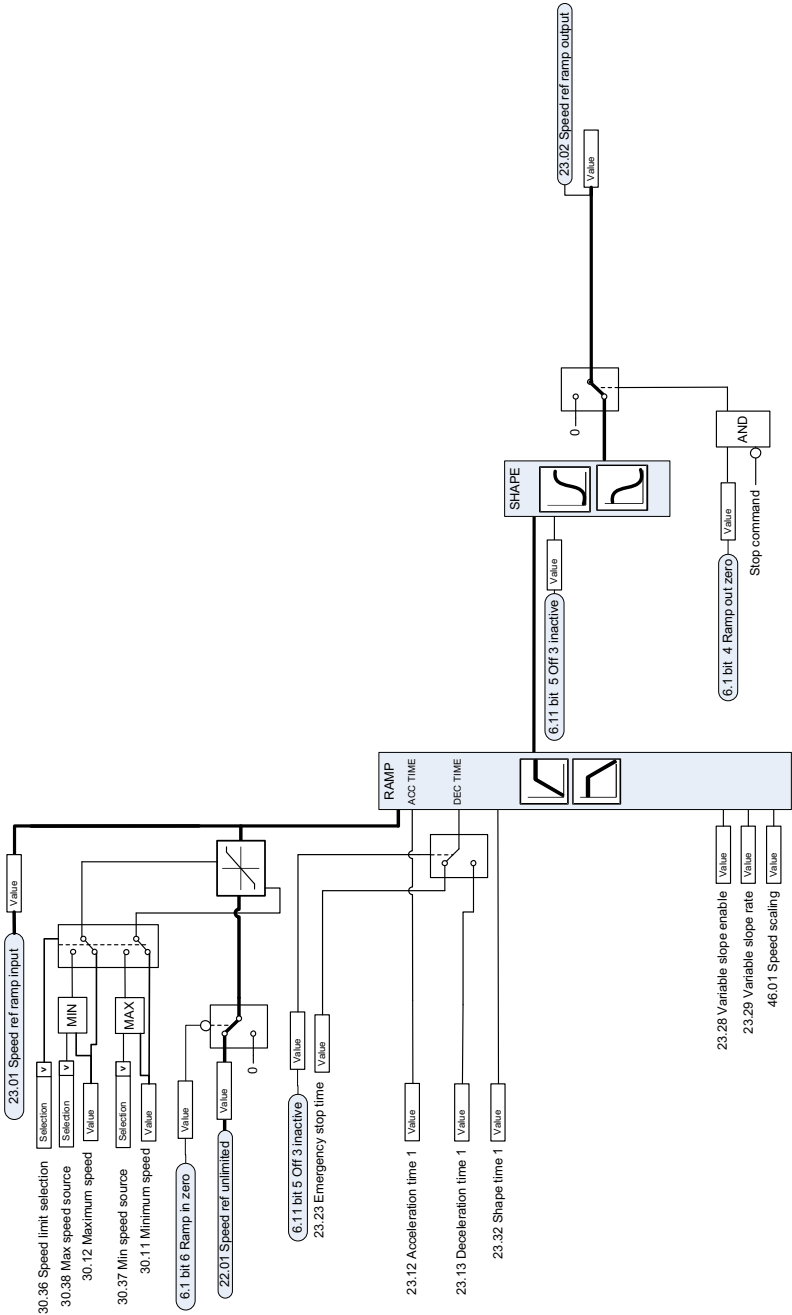 23.01 Speed ref ramp input
Value
30.36 Speed limit selection
Selection
v
30.38 Max speed source
Selection
v
MIN
30.12 Maximum speed
Value
30.37 Min speed source
Selection
v
MAX
30.11 Minimum speed
Value
6.1 bit 6 Ramp in zero
Value
22.01 Speed ref unlimited
Value
0
6.11 bit 5 Off 3 inactive
Value
23.23 Emergency stop time
Value
23.12 Acceleration time 1
Value
23.13 Deceleration time 1
Value
23.32 Shape time 1
Value
RAMP
ACC TIME
DEC TIME
23.28 Variable slope enable
Value
23.29 Variable slope rate
Value
46.01 Speed scaling
Value
SHAPE
6.11 bit 5 Off 3 inactive
Value
0
6.1 bit 4 Ramp out zero
Value
Stop command
AND
23.02 Speed ref ramp output
Value